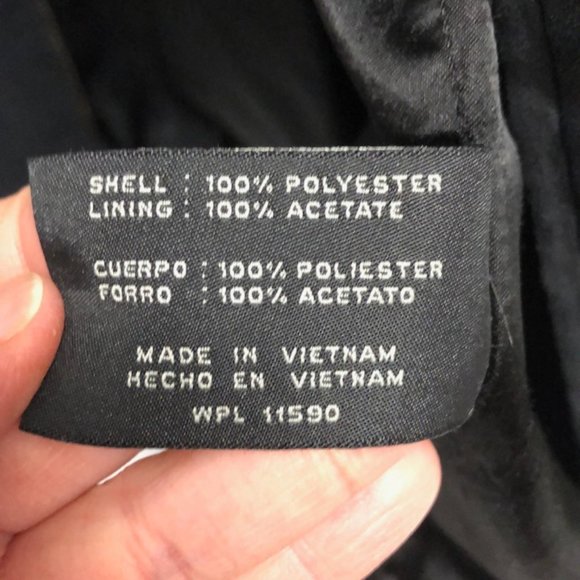 SHELL : 100% POLYESTER
LINING : 100% ACETATE
CUERPO : 100% POLIESTER
FORRO : 100% ACETATO
MADE IN VIETNAM
HECHO EN VIETNAM
WPL 11590